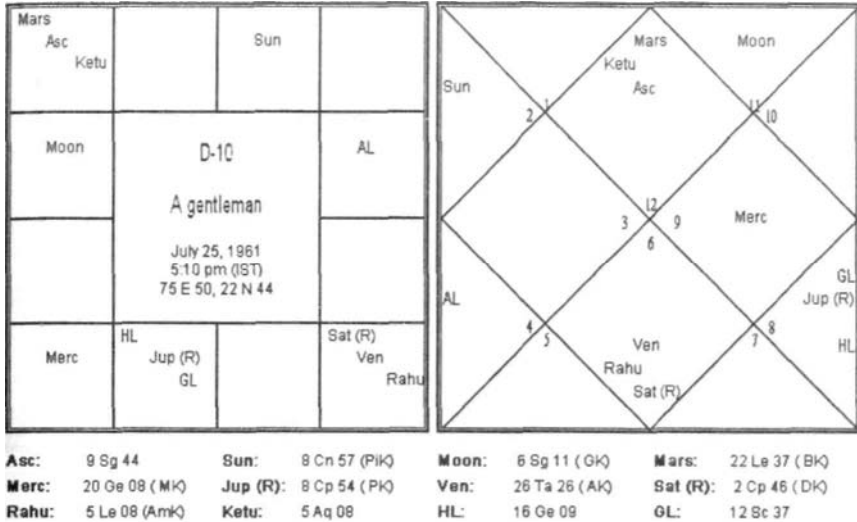 Mars
Asc
Ketu
Sun
Moon
D-10
A gentleman
July 25, 1961
5:10 pm (IST)
75 E 50, 22 N 44
AL
Merc
HL
Jup (R)
GL
Sat (R)
Ven
Rahu
Mars
Ketu
Asc
Moon
Sun
2 1
11 10
12
3 9
6
Merc
AL
GL
Jup (R)
HL
4 5
8 7
Ven
Rahu
Sat (R)
Asc: 9 Sg 44 Sun: 8 Cn 57 (PiK) Moon: 6 Sg 11 (GK) Mars: 22 Le 37 (BK)
Merc: 20 Ge 08 (MK) Jup (R): 8 Cp 54 (PK) Ven: 26 Ta 26 (AK) Sat (R): 2 Cp 46 (DK)
Rahu: 5 Le 08 (AmK) Ketu: 5 Aq 08 HL: 16 Ge 09 GL: 12 Sc 37